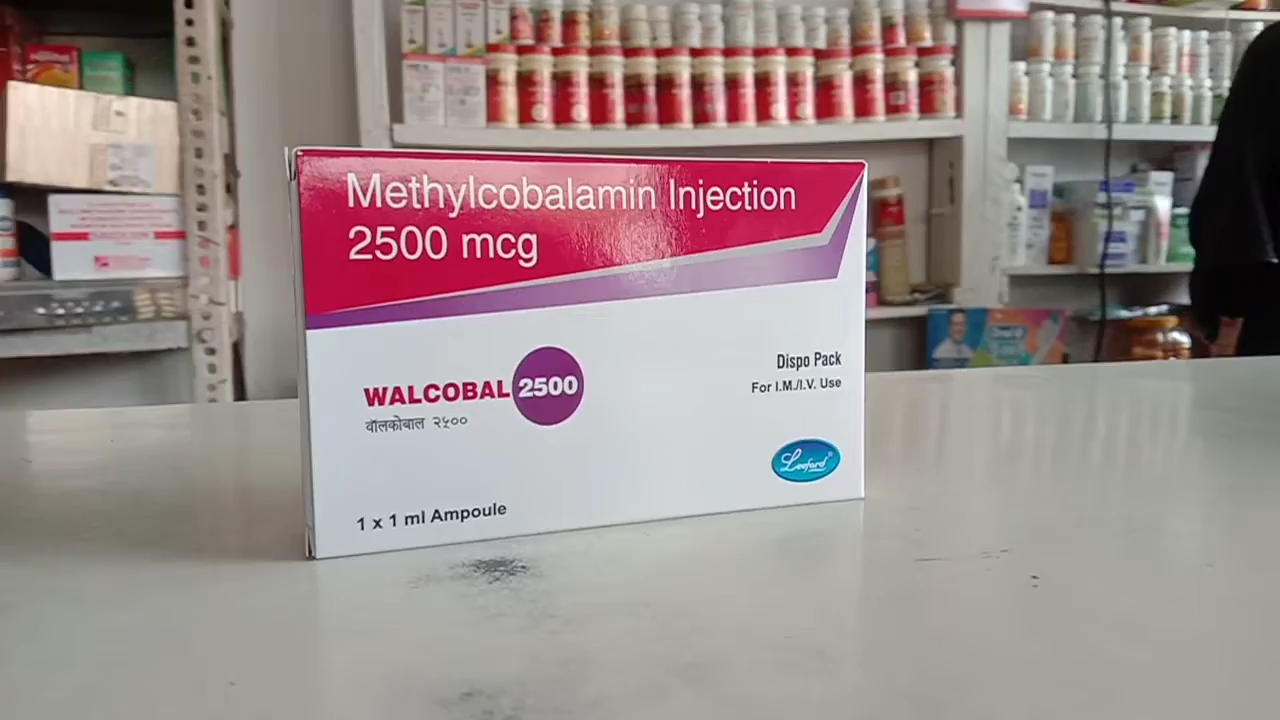 Methylcobalamin Injection
2500 mcg
WALCOBAL 2500
वॉलकोबाल २५००
Dispo Pack
For I.M./I.V. Use
Leeford
1 x 1 ml Ampoule